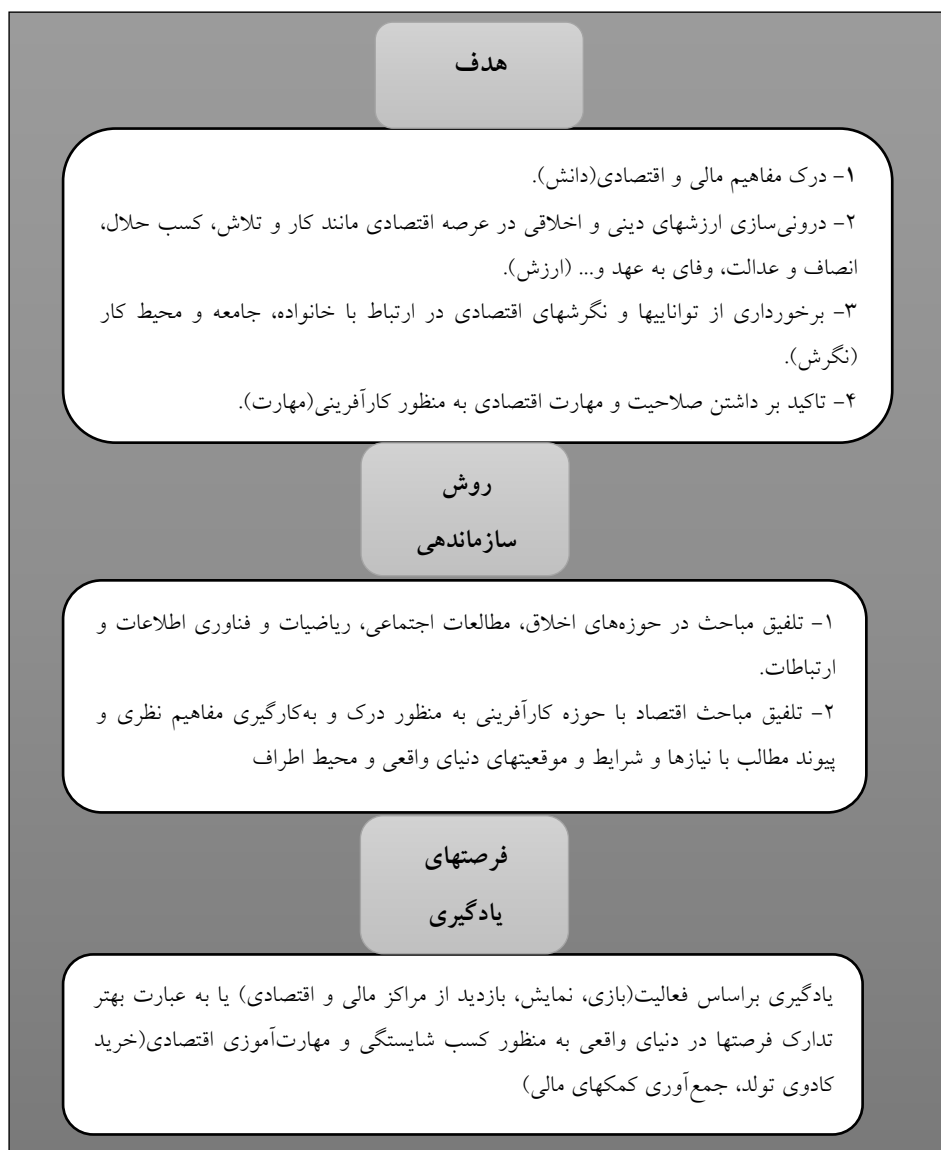 هدف
۱- درک مفاهیم مالی و اقتصادی(دانش).
۲- درونی‌سازی ارزشهای دینی و اخلاقی در عرصه اقتصادی مانند کار و تلاش، کسب حلال،
انصاف و عدالت، وفای به عهد و... (ارزش).
۳- برخورداری از تواناییها و نگرشهای اقتصادی در ارتباط با خانواده، جامعه و محیط کار
(نگرش).
۴- تاکید بر داشتن صلاحیت و مهارت اقتصادی به منظور کارآفرینی(مهارت).
روش
سازماندهی
۱- تلفیق مباحث در حوزه‌های اخلاق، مطالعات اجتماعی، ریاضیات و فناوری اطلاعات و
ارتباطات.
۲- تلفیق مباحث اقتصاد با حوزه کارآفرینی به منظور درک و به‌کارگیری مفاهیم نظری و
پیوند مطالب با نیازها و شرایط و موقعیتهای دنیای واقعی و محیط اطراف
فرصتهای
یادگیری
یادگیری براساس فعالیت(بازی، نمایش، بازدید از مراکز مالی و اقتصادی) یا به عبارت بهتر
تدارک فرصتها در دنیای واقعی به منظور کسب شایستگی و مهارت‌آموزی اقتصادی(خرید
کادوی تولد، جمع‌آوری کمکهای مالی)